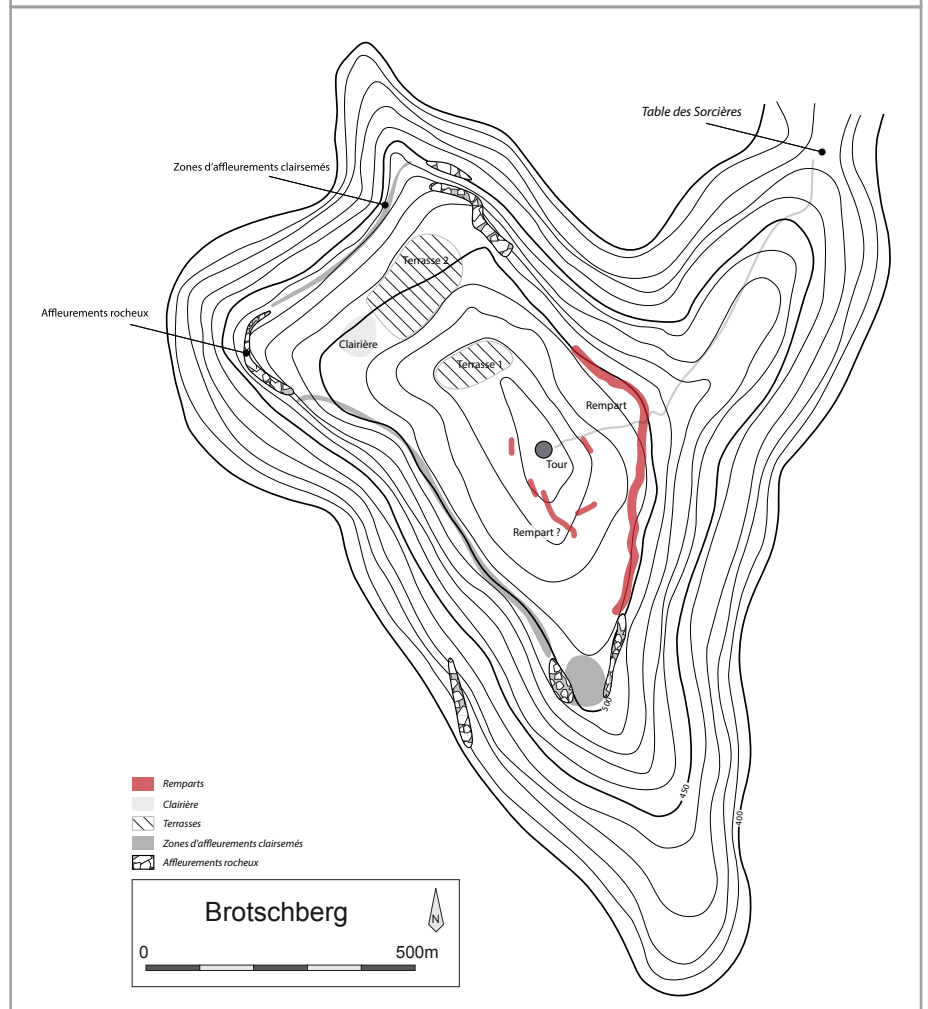 Table des Sorcières
Zones d'affleurements clairsemés
Terrasse 2
Affleurements rocheux
Clairière
Terrasse 1
Rempart
Tour
Rempart ?
500
450
400
Remparts
Clairière
Terrasses
Zones d'affleurements clairsemés
Affleurements rocheux
Brotschberg
N
0 500m